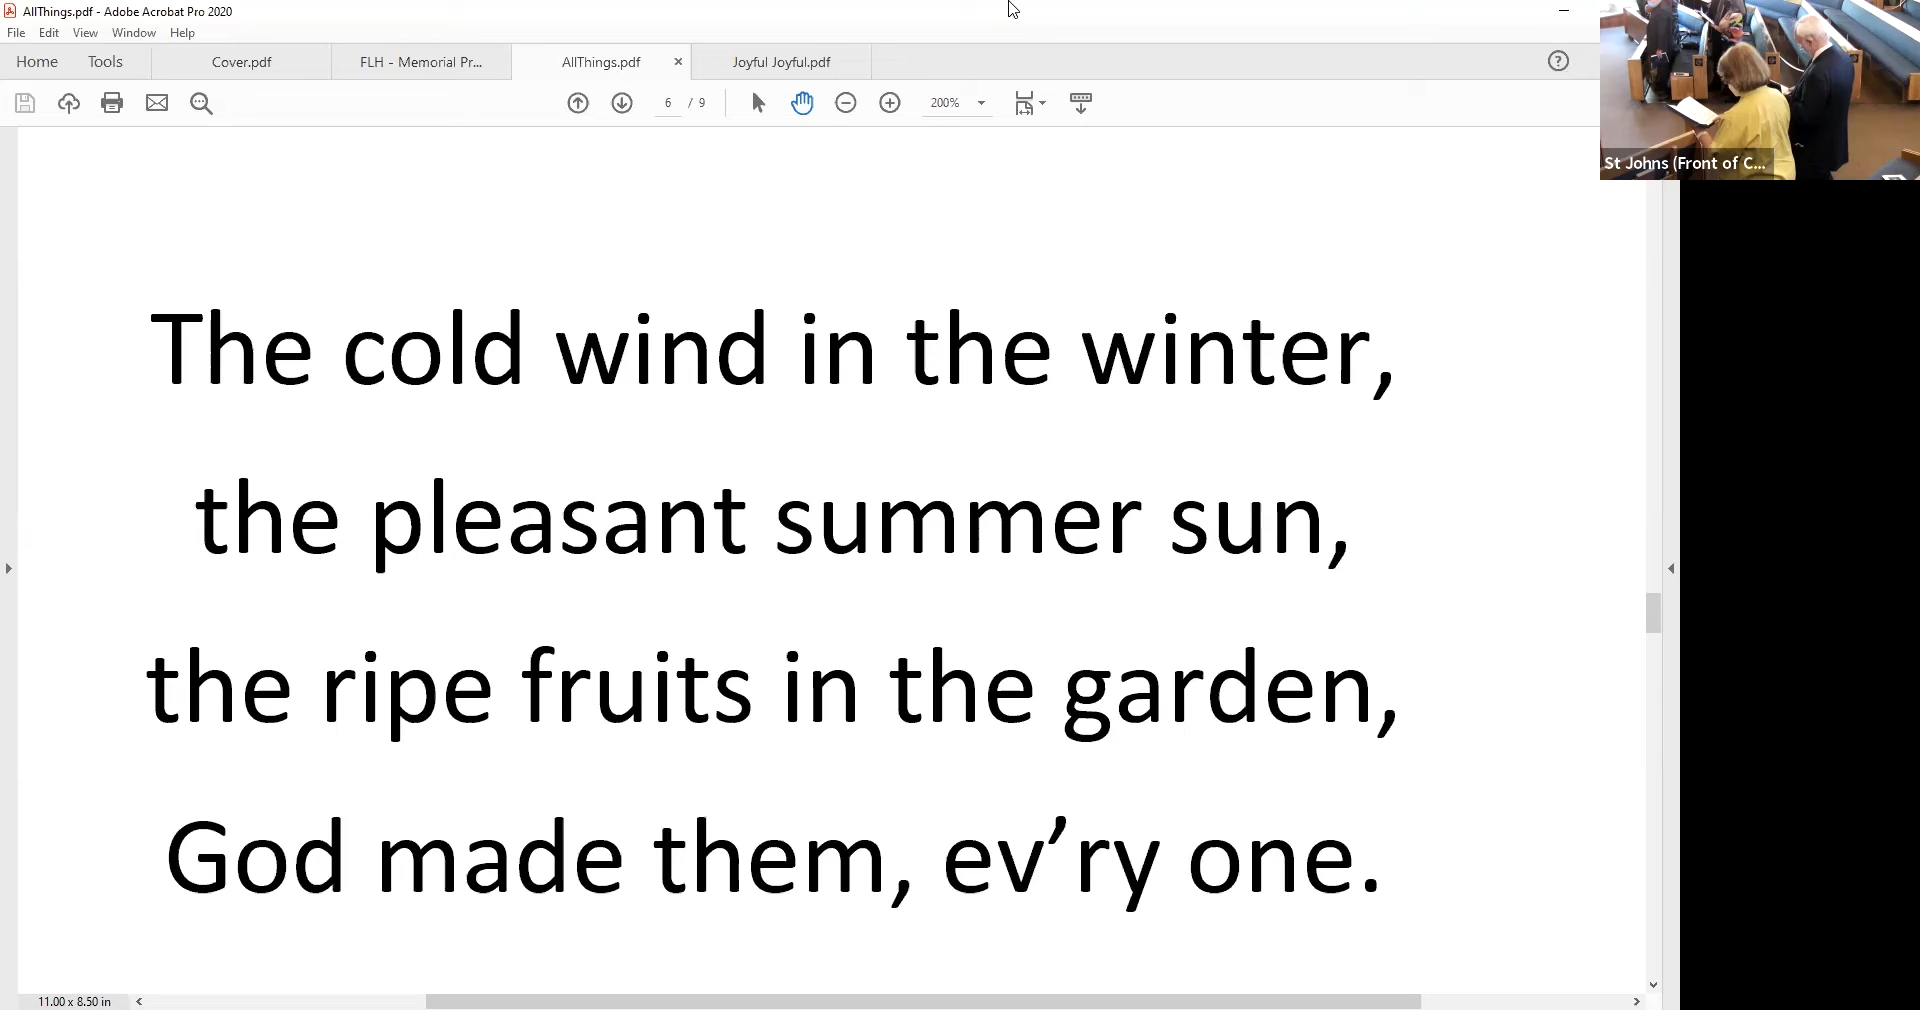 AllThings.pdf - Adobe Acrobat Pro 2020
File Edit View Window Help
Home Tools Cover.pdf FLH - Memorial Pr... AllThings.pdf Joyful Joyful.pdf
6 / 9 200%
St Johns (Front of C...
The cold wind in the winter,
the pleasant summer sun,
the ripe fruits in the garden,
God made them, ev’ry one.
11.00 x 8.50 in